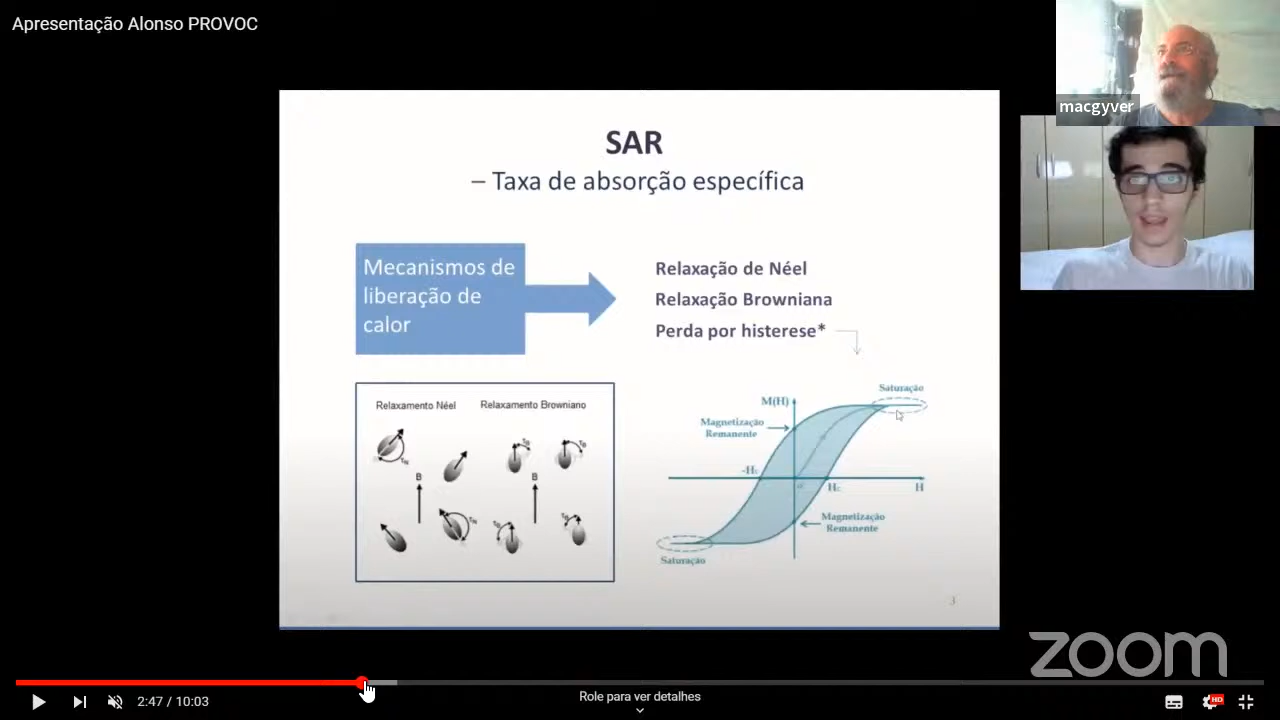 Apresentação Alonso PROVOC
macgyver
SAR
– Taxa de absorção específica
Mecanismos de
liberação de
calor
Relaxação de Néel
Relaxação Browniana
Perda por histerese*
Relaxamento Néel
Relaxamento Browniano
B
B
Saturação
M(H)
Magnetização
Remanente
-Hc
Hc
H
Magnetização
Remanente
Saturação
3
zoom
2:47 / 10:03
Role para ver detalhes
HD